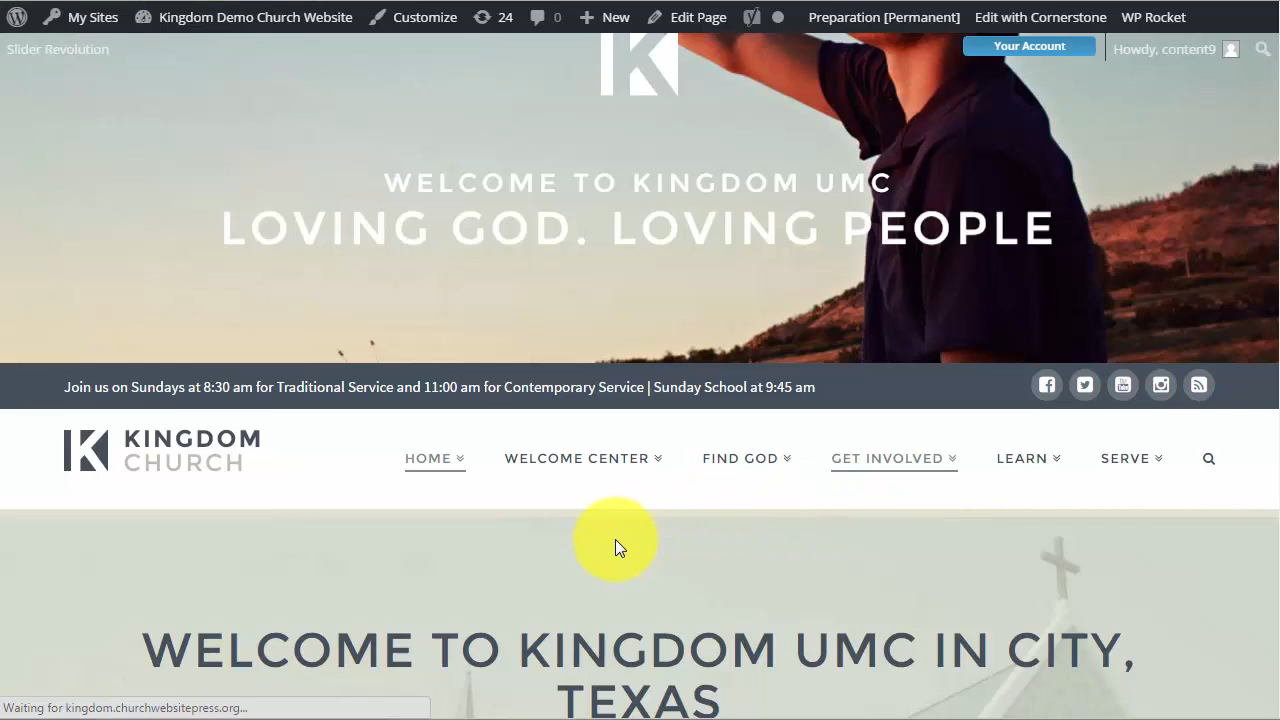 My Sites Kingdom Demo Church Website Customize 24 0 New Edit Page Preparation [Permanent] Edit with Cornerstone WP Rocket
Slider Revolution Your Account Howdy, content9
K
WELCOME TO KINGDOM UMC
LOVING GOD. LOVING PEOPLE
Join us on Sundays at 8:30 am for Traditional Service and 11:00 am for Contemporary Service | Sunday School at 9:45 am
K KINGDOM
CHURCH
HOME WELCOME CENTER FIND GOD GET INVOLVED LEARN SERVE
WELCOME TO KINGDOM UMC IN CITY,
TEXAS
Waiting for kingdom.churchwebsitepress.org...